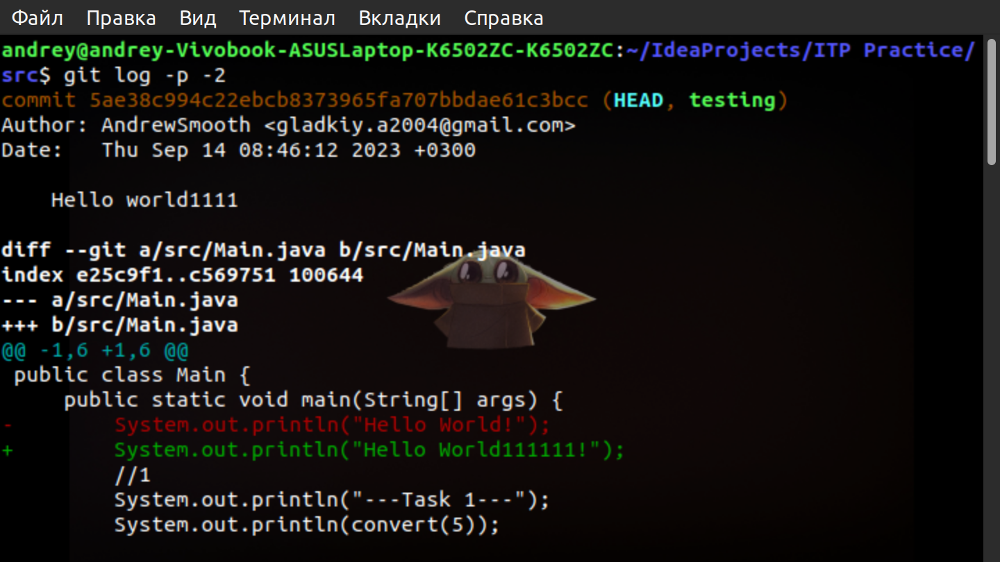 Файл Правка Вид Терминал Вкладки Справка
andrey@andrey-Vivobook-ASUSLaptop-K6502ZC-K6502ZC:~/IdeaProjects/ITP Practice/
src$ git log -p -2
commit 5ae38c994c22ebcb8373965fa707bbdae61c3bcc (HEAD, testing)
Author: AndrewSmooth <gladkiy.a2004@gmail.com>
Date:   Thu Sep 14 08:46:12 2023 +0300
    Hello world1111
diff --git a/src/Main.java b/src/Main.java
index e25c9f1..c569751 100644
--- a/src/Main.java
+++ b/src/Main.java
@@ -1,6 +1,6 @@
 public class Main {
     public static void main(String[] args) {
-        System.out.println("Hello World!");
+        System.out.println("Hello World111111!");
         //1
         System.out.println("---Task 1---");
         System.out.println(convert(5));